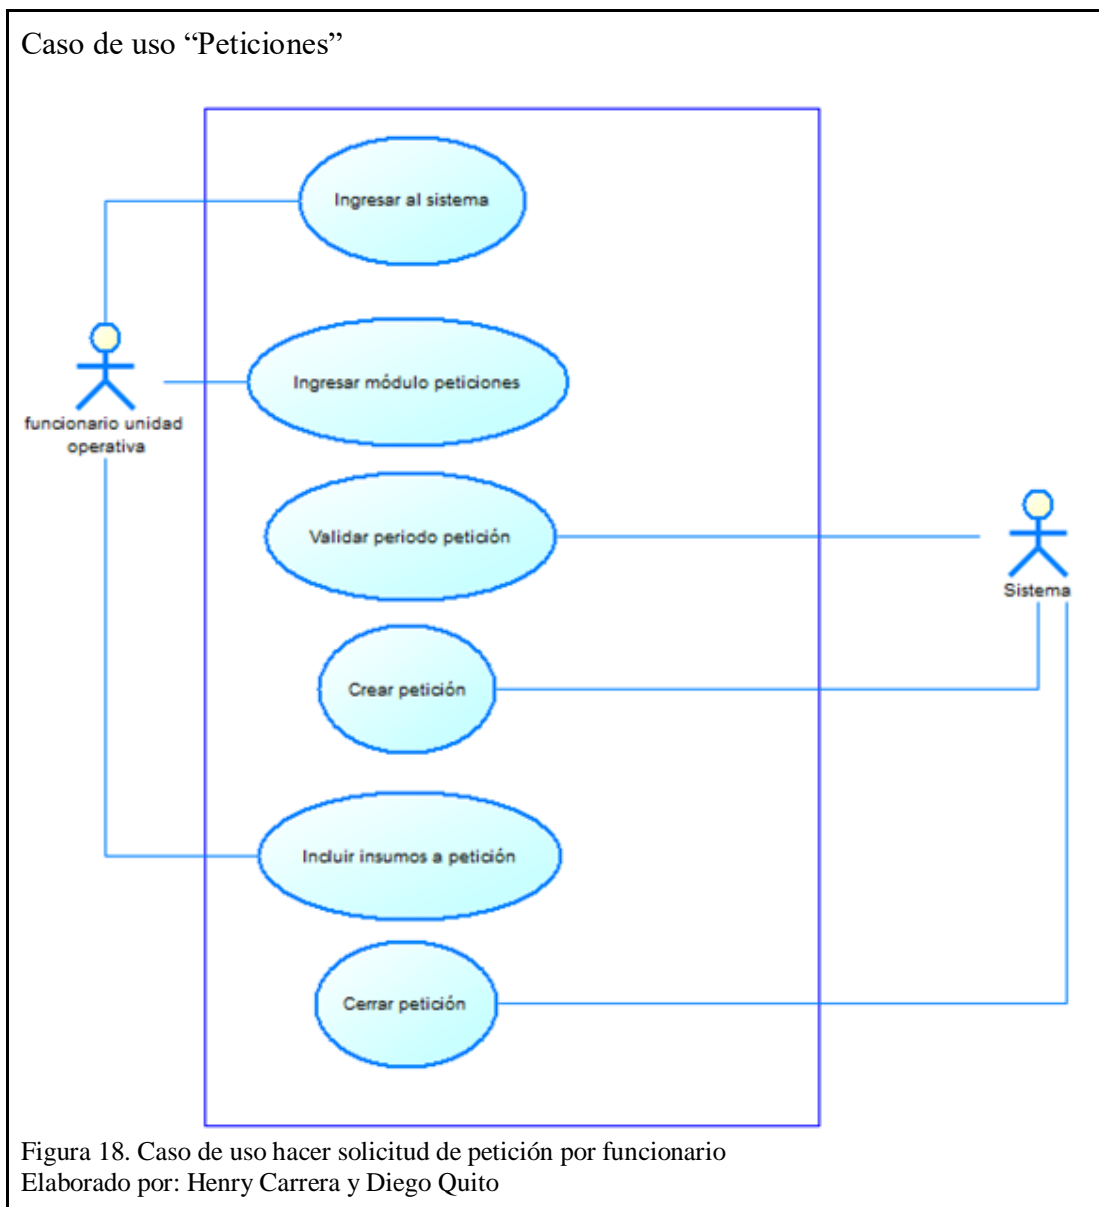 Caso de uso “Peticiones”
Ingresar al sistema
Ingresar módulo peticiones
funcionario unidad
operativa
Validar periodo petición
Sistema
Crear petición
Incluir insumos a petición
Cerrar petición
Figura 18. Caso de uso hacer solicitud de petición por funcionario
Elaborado por: Henry Carrera y Diego Quito